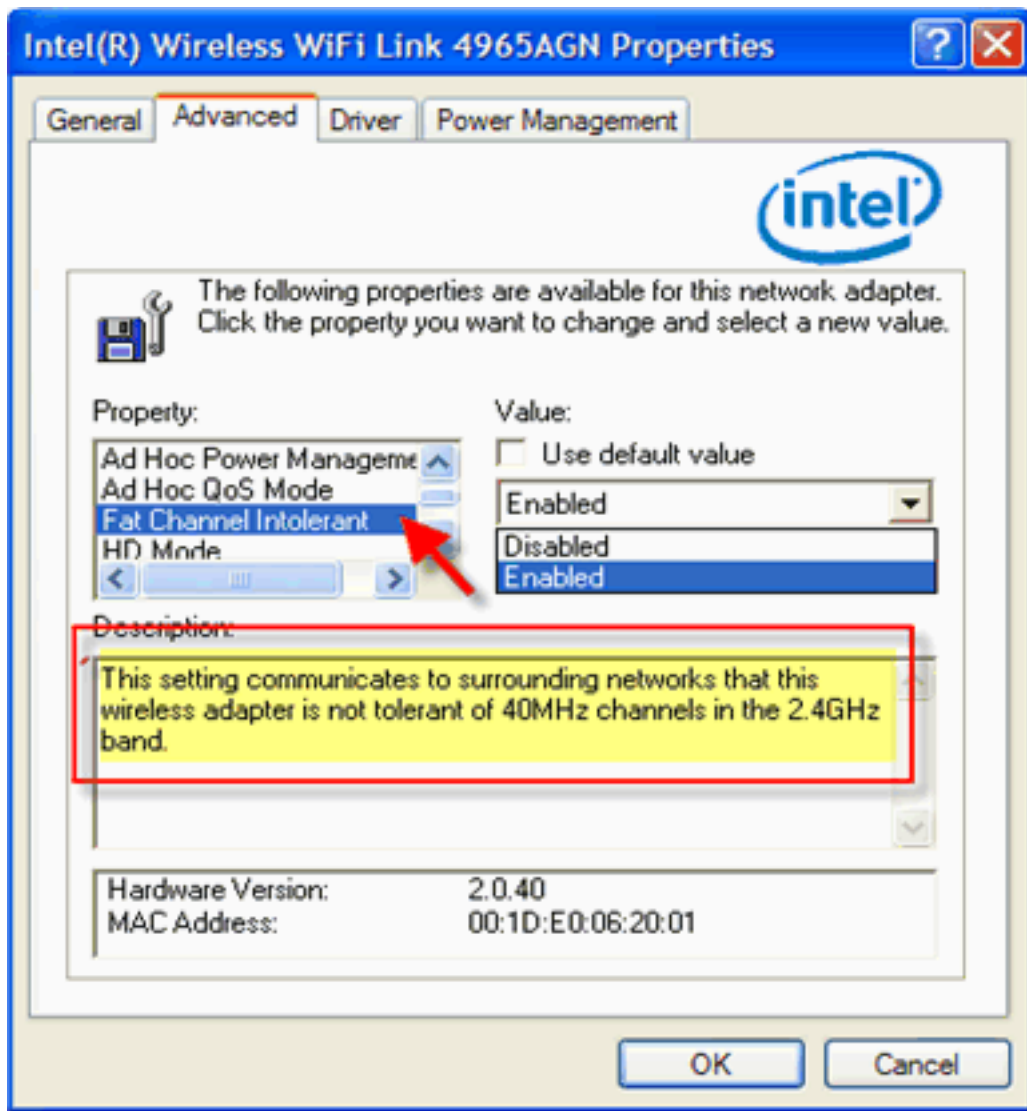 Intel(R) Wireless WiFi Link 4965AGN Properties
General
Advanced
Driver
Power Management
intel
The following properties are available for this network adapter.
Click the property you want to change and select a new value.
Property:
Ad Hoc Power Manageme
Ad Hoc QoS Mode
Fat Channel Intolerant
HD Mode
Value:
Use default value
Enabled
Disabled
Enabled
Description:
This setting communicates to surrounding networks that this
wireless adapter is not tolerant of 40MHz channels in the 2.4GHz
band.
Hardware Version: 2.0.40
MAC Address: 00:1D:E0:06:20:01
OK
Cancel